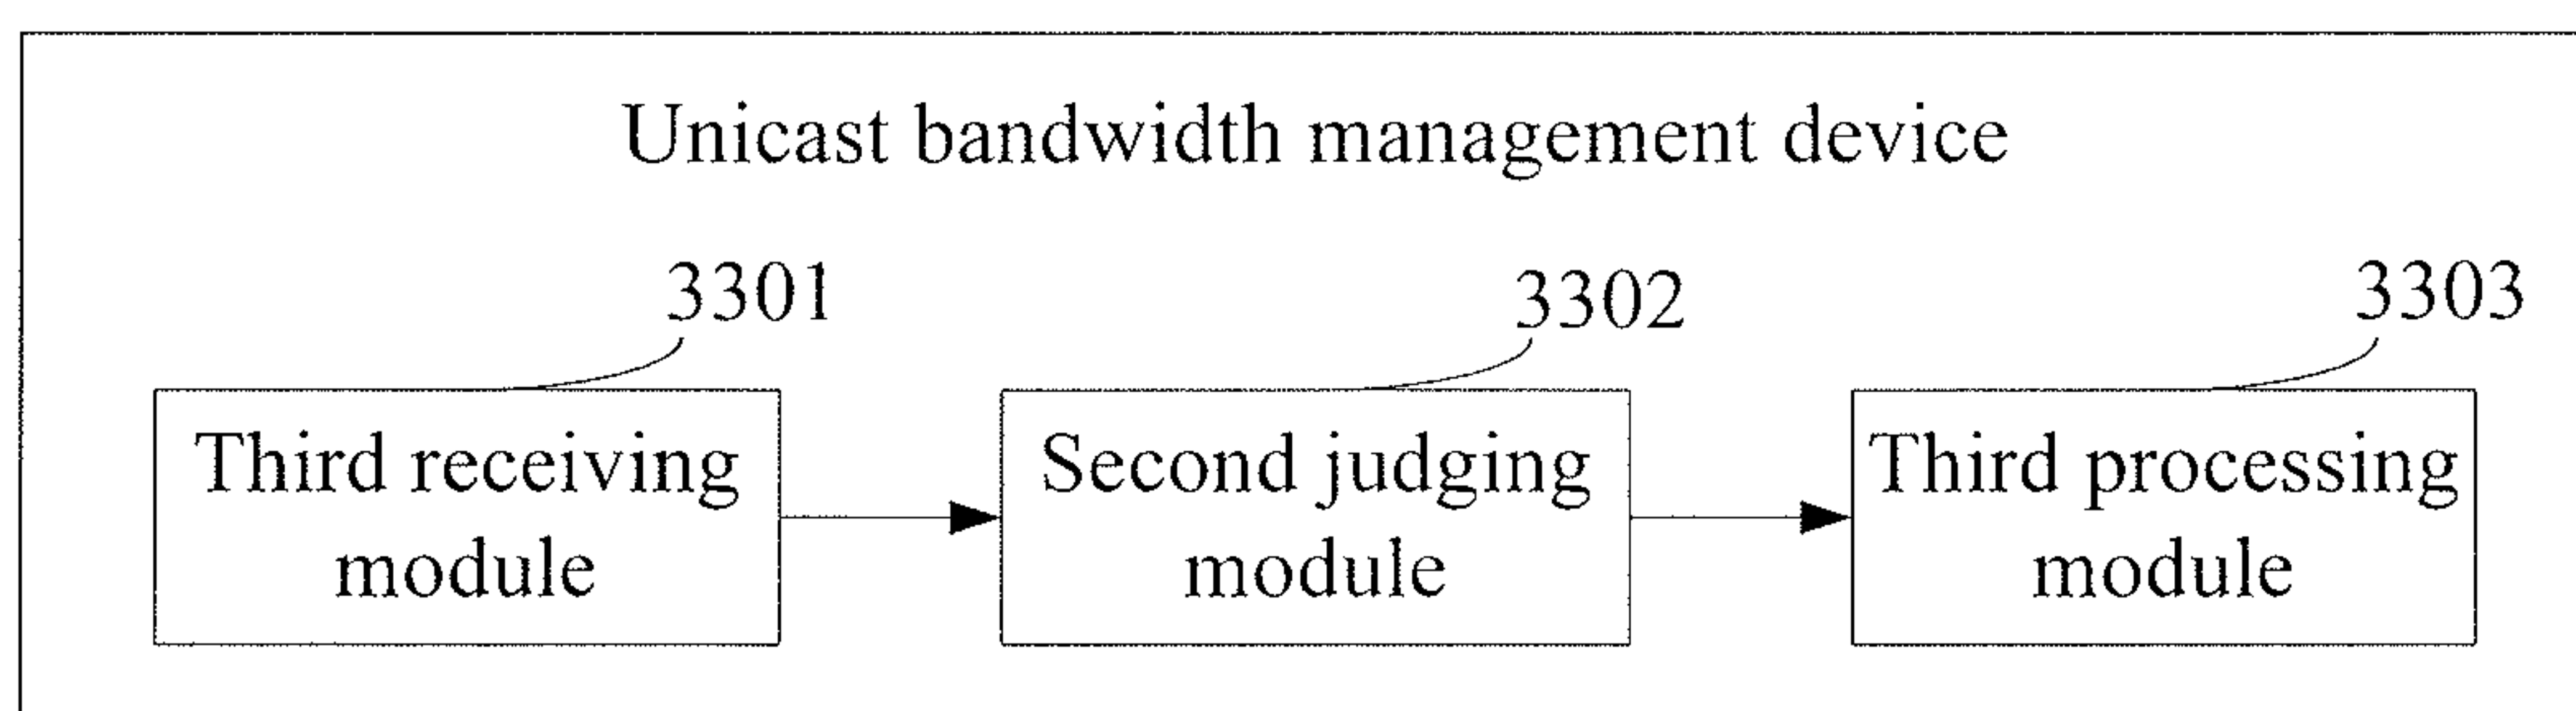 Unicast bandwidth management device
3301
3302
3303
Third receiving
module
Second judging
module
Third processing
module